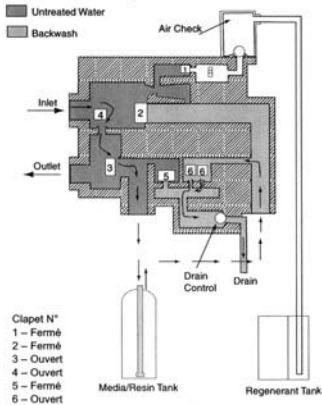 Untreated Water
Backwash
Air Check
1
Inlet
4
2
Outlet
3
5
6
6
Drain
Control
Drain
Clapet N°
1 – Fermé
2 – Fermé
3 – Ouvert
4 – Ouvert
5 – Fermé
6 – Ouvert
Media/Resin Tank
Regenerant Tank